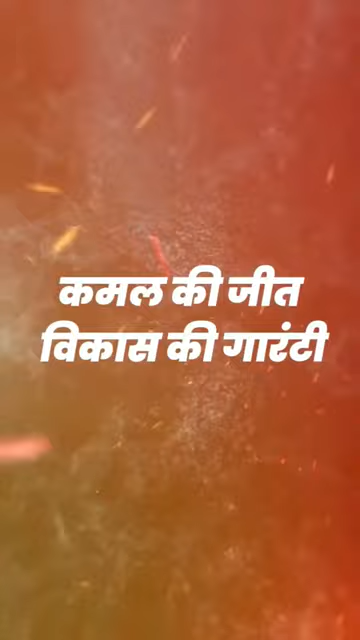 कमल की जीत
विकास की गारंटी